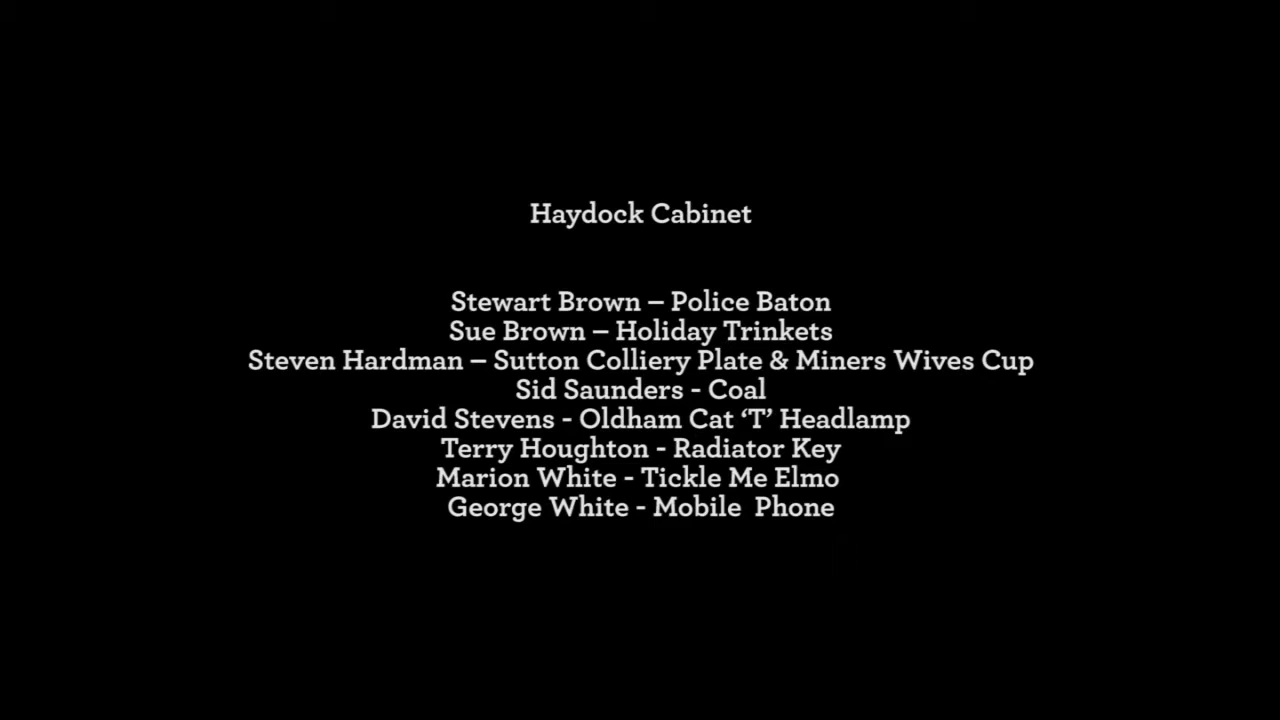 Haydock Cabinet
Stewart Brown – Police Baton
Sue Brown – Holiday Trinkets
Steven Hardman – Sutton Colliery Plate & Miners Wives Cup
Sid Saunders - Coal
David Stevens - Oldham Cat ‘T’ Headlamp
Terry Houghton - Radiator Key
Marion White - Tickle Me Elmo
George White - Mobile  Phone